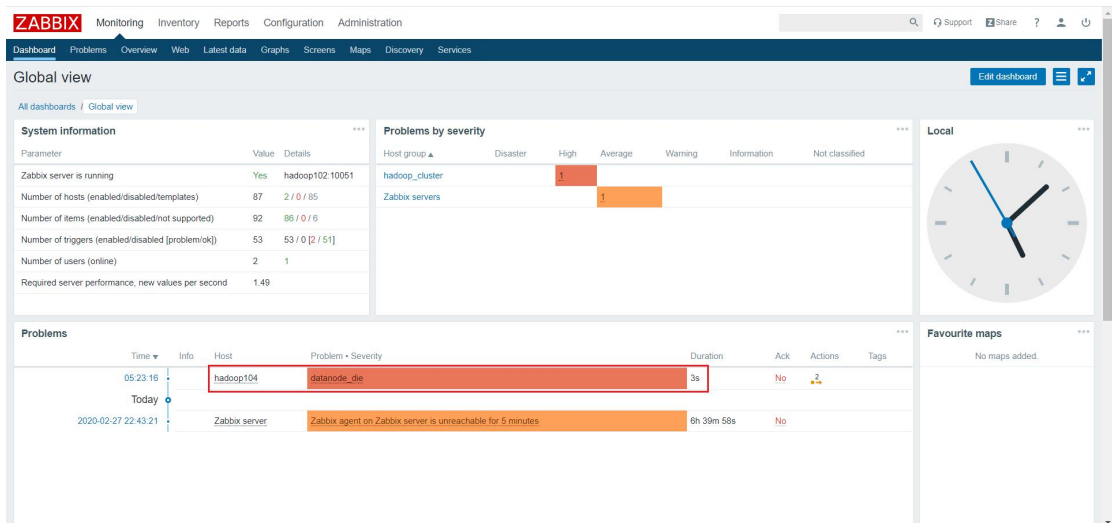 ZABBIX Monitoring Inventory Reports Configuration Administration Support Z Share ?
Dashboard Problems Overview Web Latest data Graphs Screens Maps Discovery Services
Global view Edit dashboard
All dashboards / Global view
System information
Parameter Value Details
Zabbix server is running Yes hadoop102:10051
Number of hosts (enabled/disabled/templates) 87 2 / 0 / 85
Number of items (enabled/disabled/not supported) 92 86 / 0 / 6
Number of triggers (enabled/disabled [problem/ok]) 53 53 / 0 [2 / 51]
Number of users (online) 2 1
Required server performance, new values per second 1.49
Problems by severity
Host group ▲ Disaster High Average Warning Information Not classified
hadoop_cluster 1
Zabbix servers 1
Local
Problems
Time ▼ Info Host Problem • Severity Duration Ack Actions Tags
05:23:16 hadoop104 datanode_die 3s No 2
Today
2020-02-27 22:43:21 Zabbix server Zabbix agent on Zabbix server is unreachable for 5 minutes 6h 39m 58s No
Favourite maps
No maps added.